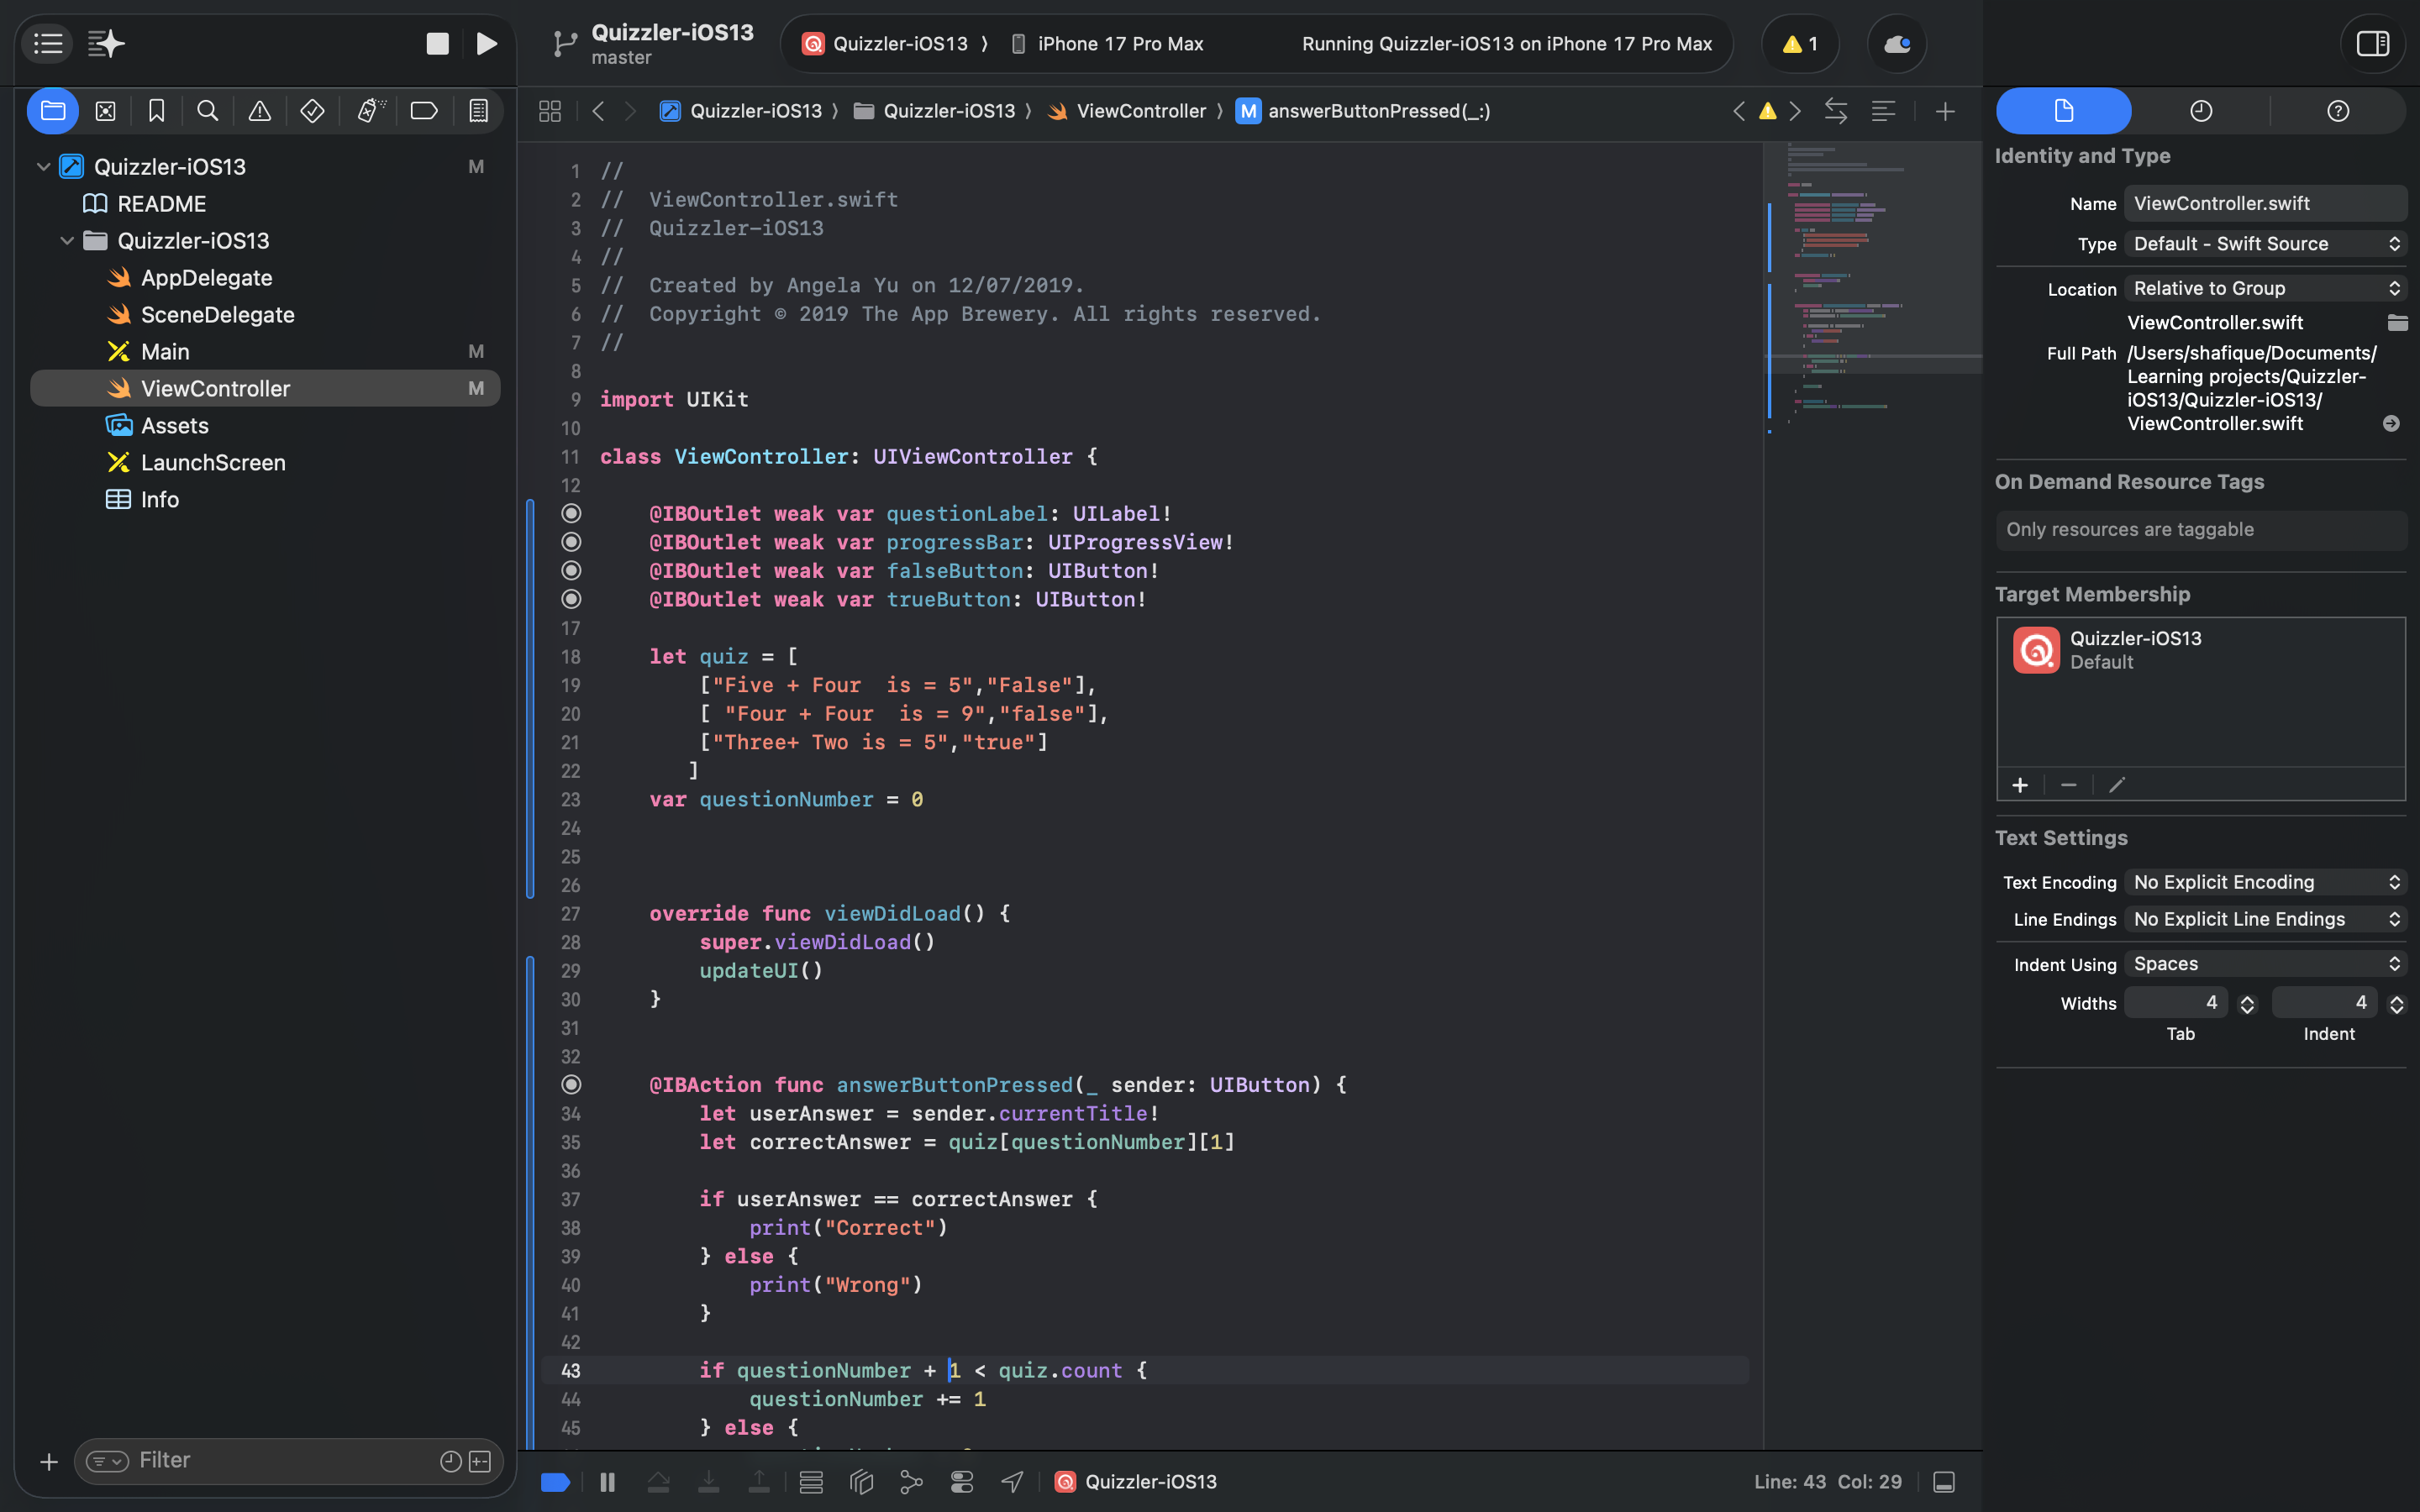 Quizzler-iOS13
master
Quizzler-iOS13 ⟩ iPhone 17 Pro Max
Running Quizzler-iOS13 on iPhone 17 Pro Max
1
Quizzler-iOS13
M
README
Quizzler-iOS13
AppDelegate
SceneDelegate
Main
M
ViewController
M
Assets
LaunchScreen
Info
Filter
Quizzler-iOS13 ⟩ Quizzler-iOS13 ⟩ ViewController ⟩ M answerButtonPressed(_:)
1 //
2 //  ViewController.swift
3 //  Quizzler-iOS13
4 //
5 //  Created by Angela Yu on 12/07/2019.
6 //  Copyright © 2019 The App Brewery. All rights reserved.
7 //
8
9 import UIKit
10
11 class ViewController: UIViewController {
12
@IBOutlet weak var questionLabel: UILabel!
@IBOutlet weak var progressBar: UIProgressView!
@IBOutlet weak var falseButton: UIButton!
@IBOutlet weak var trueButton: UIButton!
17
18 let quiz = [
19 ["Five + Four  is = 5","False"],
20 [ "Four + Four  is = 9","false"],
21 ["Three+ Two is = 5","true"]
22 ]
23 var questionNumber = 0
24
25
26
27 override func viewDidLoad() {
28 super.viewDidLoad()
29 updateUI()
30 }
31
32
@IBAction func answerButtonPressed(_ sender: UIButton) {
34 let userAnswer = sender.currentTitle!
35 let correctAnswer = quiz[questionNumber][1]
36
37 if userAnswer == correctAnswer {
38 print("Correct")
39 } else {
40 print("Wrong")
41 }
42
43 if questionNumber + 1 < quiz.count {
44 questionNumber += 1
45 } else {
Quizzler-iOS13
Line: 43 Col: 29
Identity and Type
Name ViewController.swift
Type Default - Swift Source
Location Relative to Group
ViewController.swift
Full Path /Users/shafique/Documents/
Learning projects/Quizzler-
iOS13/Quizzler-iOS13/
ViewController.swift
On Demand Resource Tags
Only resources are taggable
Target Membership
Quizzler-iOS13
Default
Text Settings
Text Encoding No Explicit Encoding
Line Endings No Explicit Line Endings
Indent Using Spaces
Widths 4 4
Tab Indent